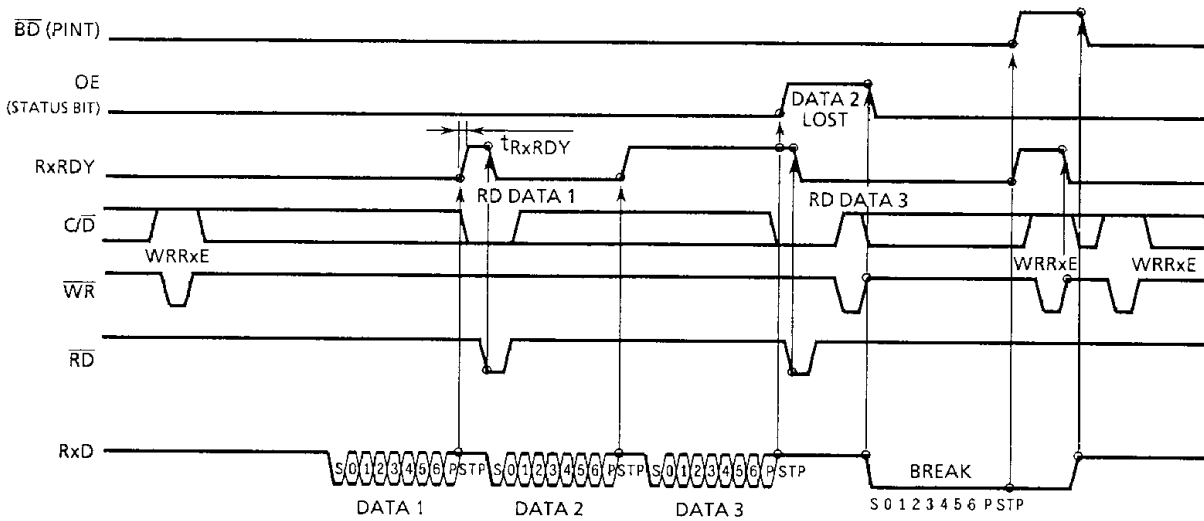 BD (PINT)
OE
(STATUS BIT)
DATA 2
LOST
tRxRDY
RxRDY
RD DATA 1
RD DATA 3
C/D
WRRxE
WRRxE
WRRxE
WR
RD
RxD
S 0 1 2 3 4 5 6 P STP
S 0 1 2 3 4 5 6 P STP
S 0 1 2 3 4 5 6 P STP
BREAK
S 0 1 2 3 4 5 6 P STP
DATA 1
DATA 2
DATA 3